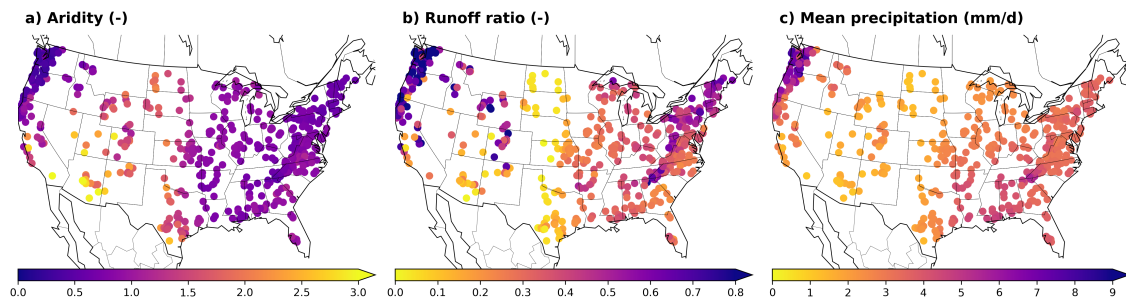 a) Aridity (-)
b) Runoff ratio (-)
c) Mean precipitation (mm/d)
0.0 0.5 1.0 1.5 2.0 2.5 3.0
0.0 0.1 0.2 0.3 0.4 0.5 0.6 0.7 0.8
0 1 2 3 4 5 6 7 8 9